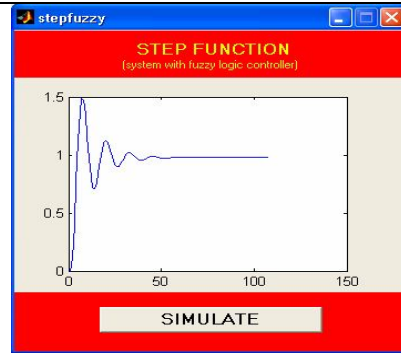 stepfuzzy
STEP FUNCTION
(system with fuzzy logic controller)
1.5
1
0.5
0
0 50 100 150
SIMULATE